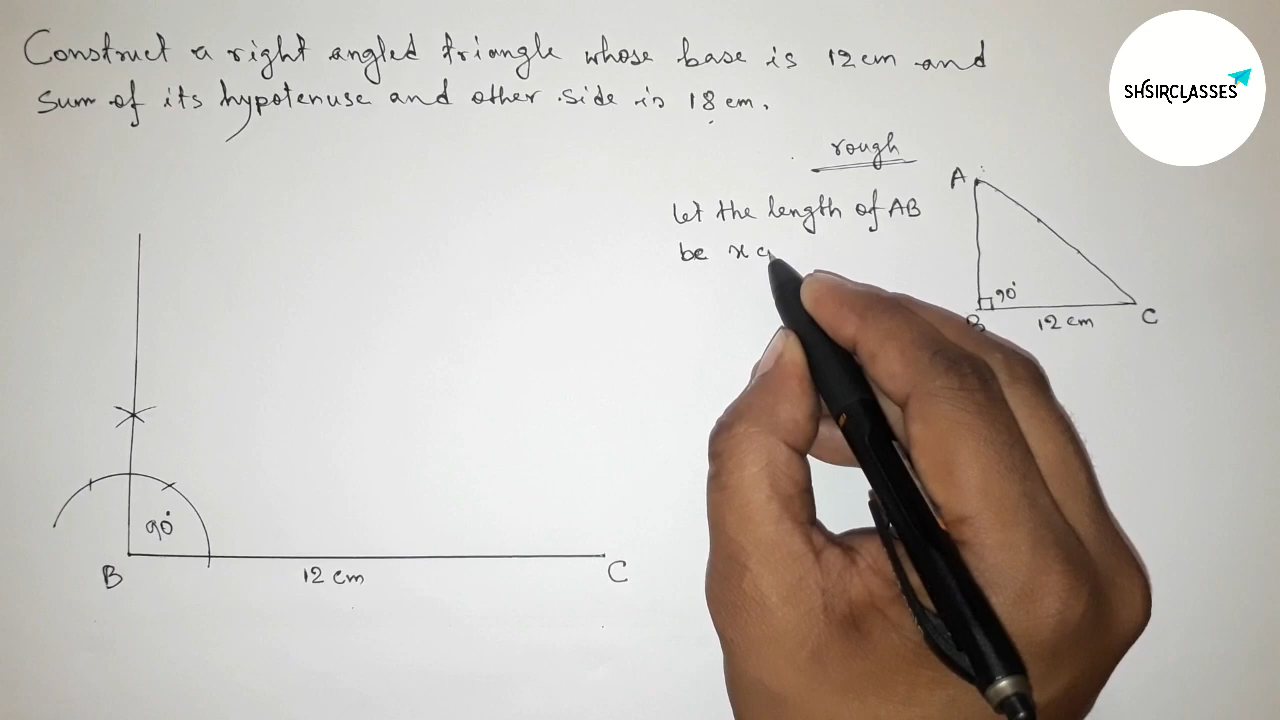 Construct a right angled triangle whose base is 12 cm and
Sum of its hypotenuse and other side is 18 cm.
SHSIRCLASSES
rough
A
let the length of AB
be x c
90°
B
12 cm
C
90°
B
12 cm
C